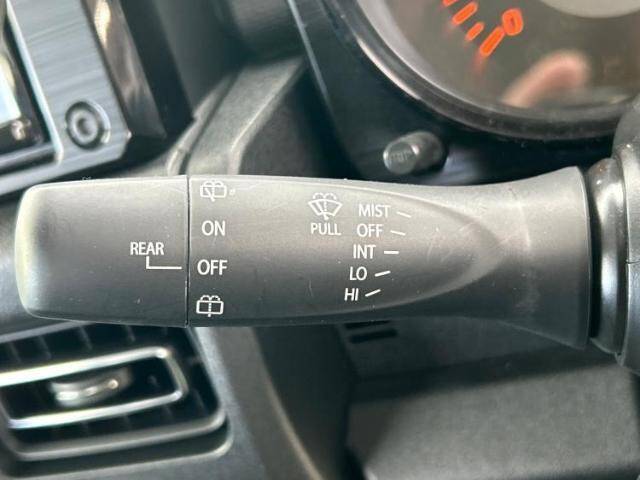 ON
REAR
OFF
PULL
MIST
OFF
INT
LO
HI